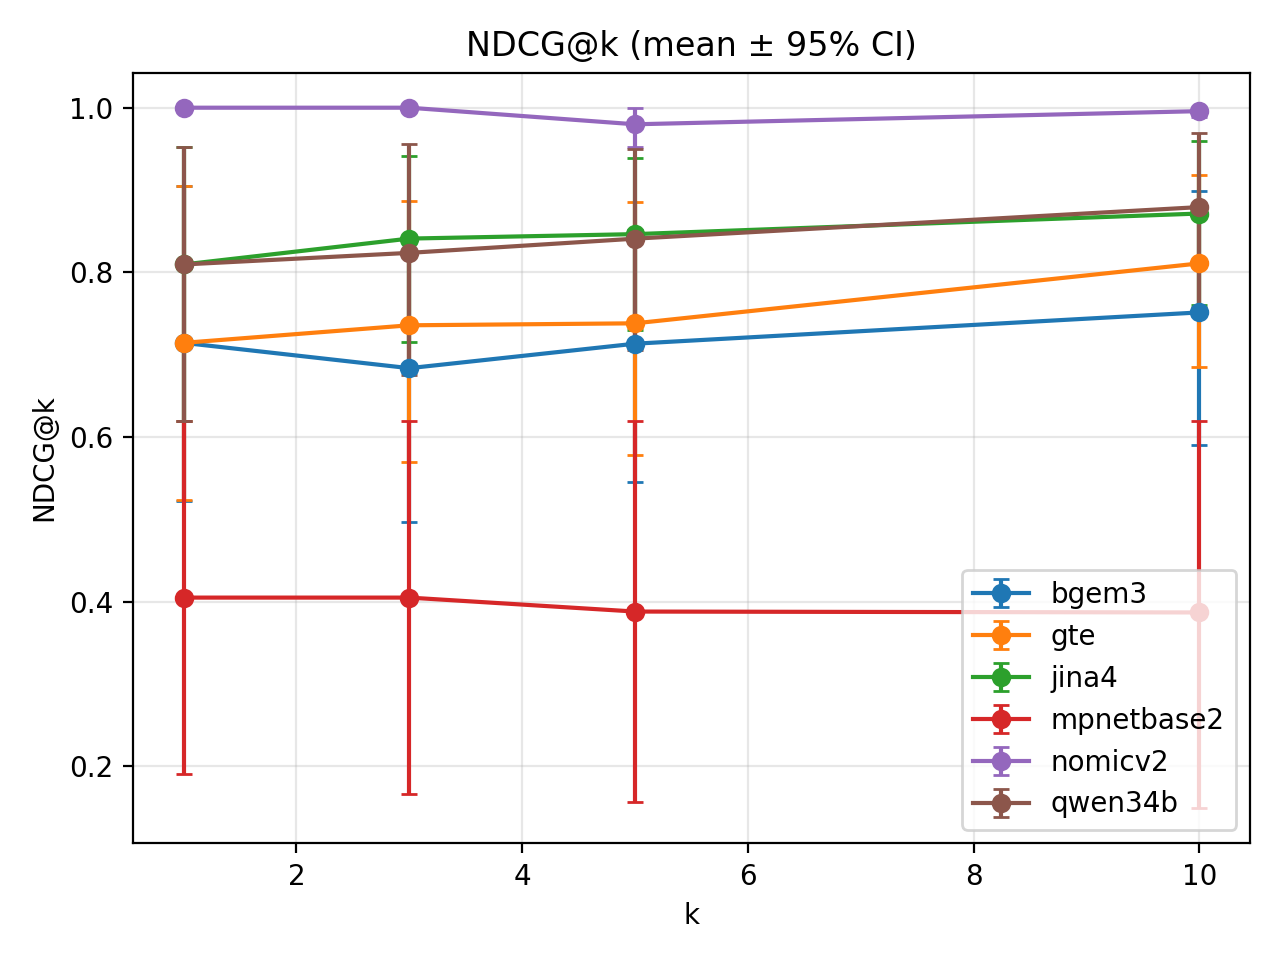 NDCG@k (mean ± 95% CI)
NDCG@k
1.0
0.8
0.6
0.4
0.2
2 4 6 8 10
k
bgem3
gte
jina4
mpnetbase2
nomicv2
qwen34b